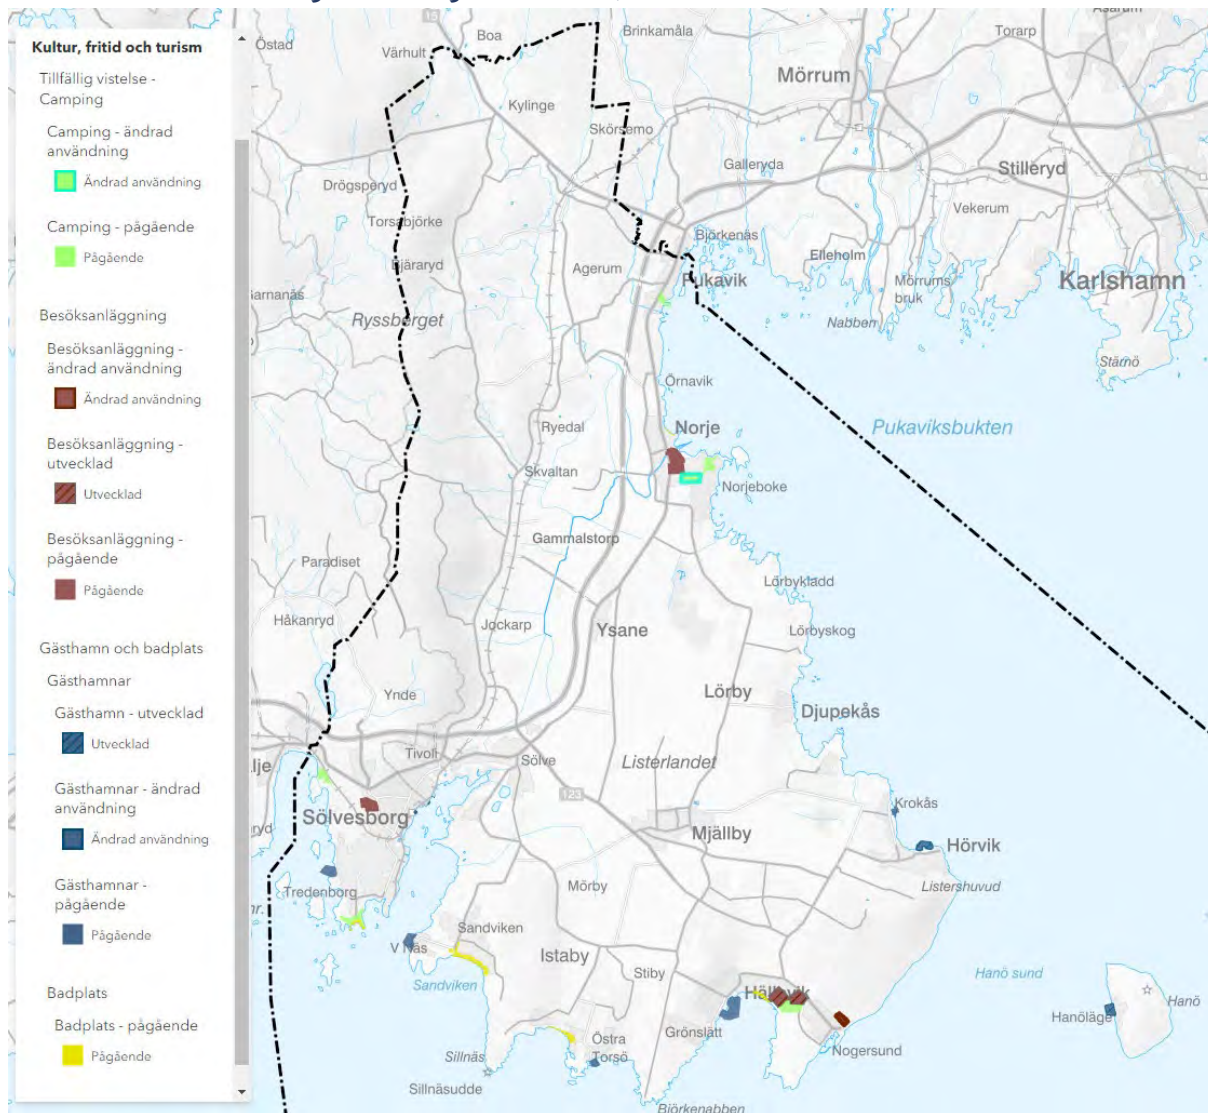 Kultur, fritid och turism
Tillfällig vistelse -
Camping
Camping - ändrad
användning
Ändrad användning
Camping - pågående
Pågående
Besöksanläggning
Besöksanläggning -
ändrad användning
Ändrad användning
Besöksanläggning -
utvecklad
Utvecklad
Besöksanläggning -
pågående
Pågående
Gästhamn och badplats
Gästhamnar
Gästhamn - utvecklad
Utvecklad
Gästhamnar - ändrad
användning
Ändrad användning
Gästhamnar -
pågående
Pågående
Badplats
Badplats - pågående
Pågående
Östad
Värhult
15
Boa
Brinkamåla
Asarum
Torarp
Mörrum
Kylinge
Skörsemo
Galleryda
Stilleryd
Drögsperyd
Torsabjörke
Vekerum
Björkenäs
Djäraryd
Agerum
Elleholm
Pukavik
Mörrums
bruk
Karlshamn
Ryssberget
Nabben
Stärnö
Örnavik
Ryedal
Norje
Pukaviksbukten
Skvaltan
Norjeboke
Gammalstorp
Paradiset
Lörbykladd
Håkanryd
Jockarp
Ysane
Lörbyskog
Ynde
Lörby
Djupekås
Tivoli
Sölve
Listerlandet
123
Krokås
Sölvesborg
Mjällby
Hörvik
Tredenborg
Mörby
Listershuvud
Sandviken
V Näs
Istaby
Stiby
Sandviken
Hällevik
Hanö sund
Hanö
Hanöläge
Grönslätt
Östra
Torsö
Nogersund
Sillnäs
Sillnäsudde
Björkenabben